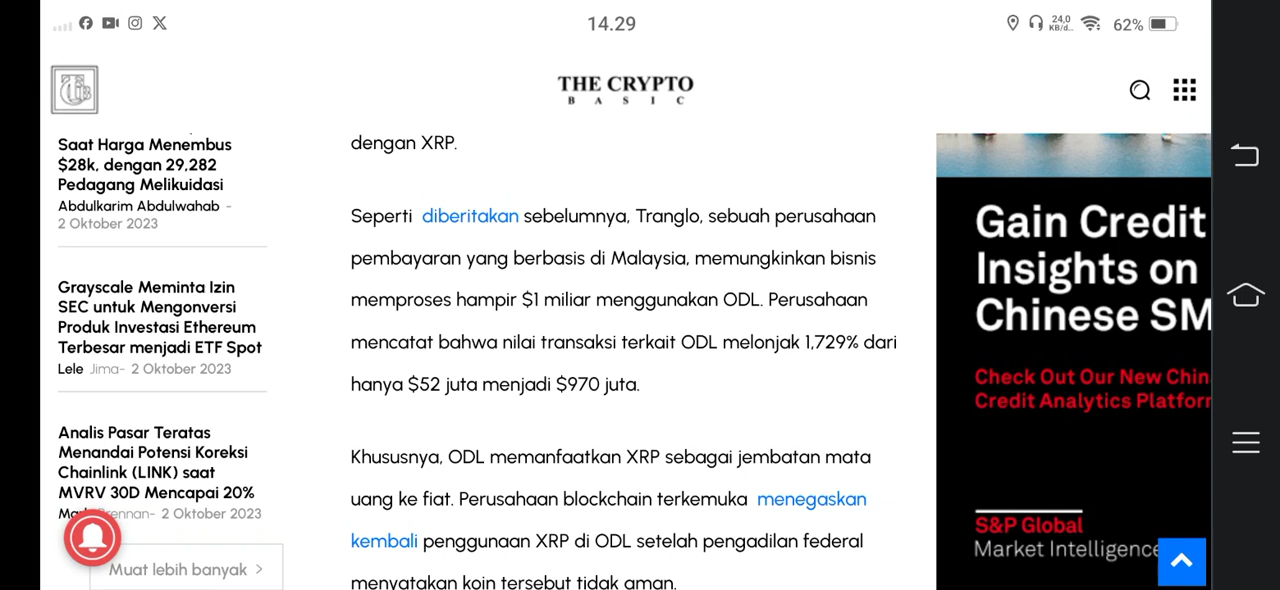 14.29
24,0
KB/d...
62%
THE CRYPTO
BASIC
Saat Harga Menembus
$28k, dengan 29,282
Pedagang Melikuidasi
Abdulkarim Abdulwahab -
2 Oktober 2023
Grayscale Meminta Izin
SEC untuk Mengonversi
Produk Investasi Ethereum
Terbesar menjadi ETF Spot
Lele Jima- 2 Oktober 2023
Analis Pasar Teratas
Menandai Potensi Koreksi
Chainlink (LINK) saat
MVRV 30D Mencapai 20%
2 Oktober 2023
Muat lebih banyak >
dengan XRP.
Seperti diberitakan sebelumnya, Tranglo, sebuah perusahaan
pembayaran yang berbasis di Malaysia, memungkinkan bisnis
memproses hampir $1 miliar menggunakan ODL. Perusahaan
mencatat bahwa nilai transaksi terkait ODL melonjak 1,729% dari
hanya $52 juta menjadi $970 juta.
Khususnya, ODL memanfaatkan XRP sebagai jembatan mata
uang ke fiat. Perusahaan blockchain terkemuka menegaskan
kembali penggunaan XRP di ODL setelah pengadilan federal
menyatakan koin tersebut tidak aman.
Gain Credit
Insights on
Chinese SM
Check Out Our New Chin
Credit Analytics Platfor
S&P Global
Market Intelligence